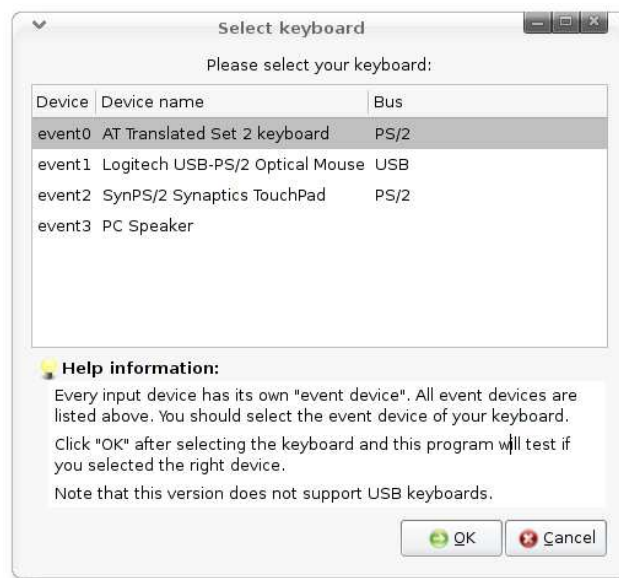 Select keyboard
Please select your keyboard:
Device Device name Bus
event0 AT Translated Set 2 keyboard PS/2
event1 Logitech USB-PS/2 Optical Mouse USB
event2 SynPS/2 Synaptics TouchPad PS/2
event3 PC Speaker
Help information:
Every input device has its own "event device". All event devices are
listed above. You should select the event device of your keyboard.
Click "OK" after selecting the keyboard and this program will test if
you selected the right device.
Note that this version does not support USB keyboards.
OK Cancel